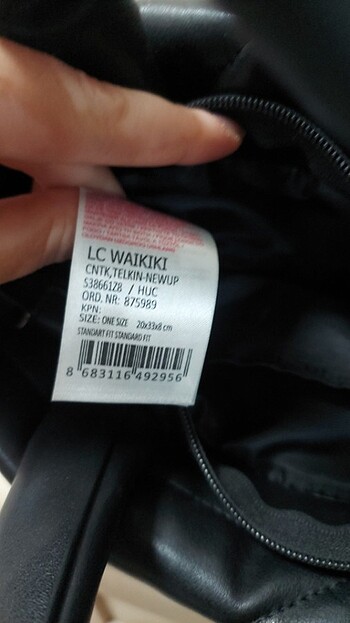 LC WAIKIKI
CNTK,TELKIN-NEWUP
S38661Z8 / HUC
ORD. NR: 875989
KPN:
SIZE: ONE SIZE 20x33x8 cm
STANDART FIT STANDARD FIT
8 683116 492956